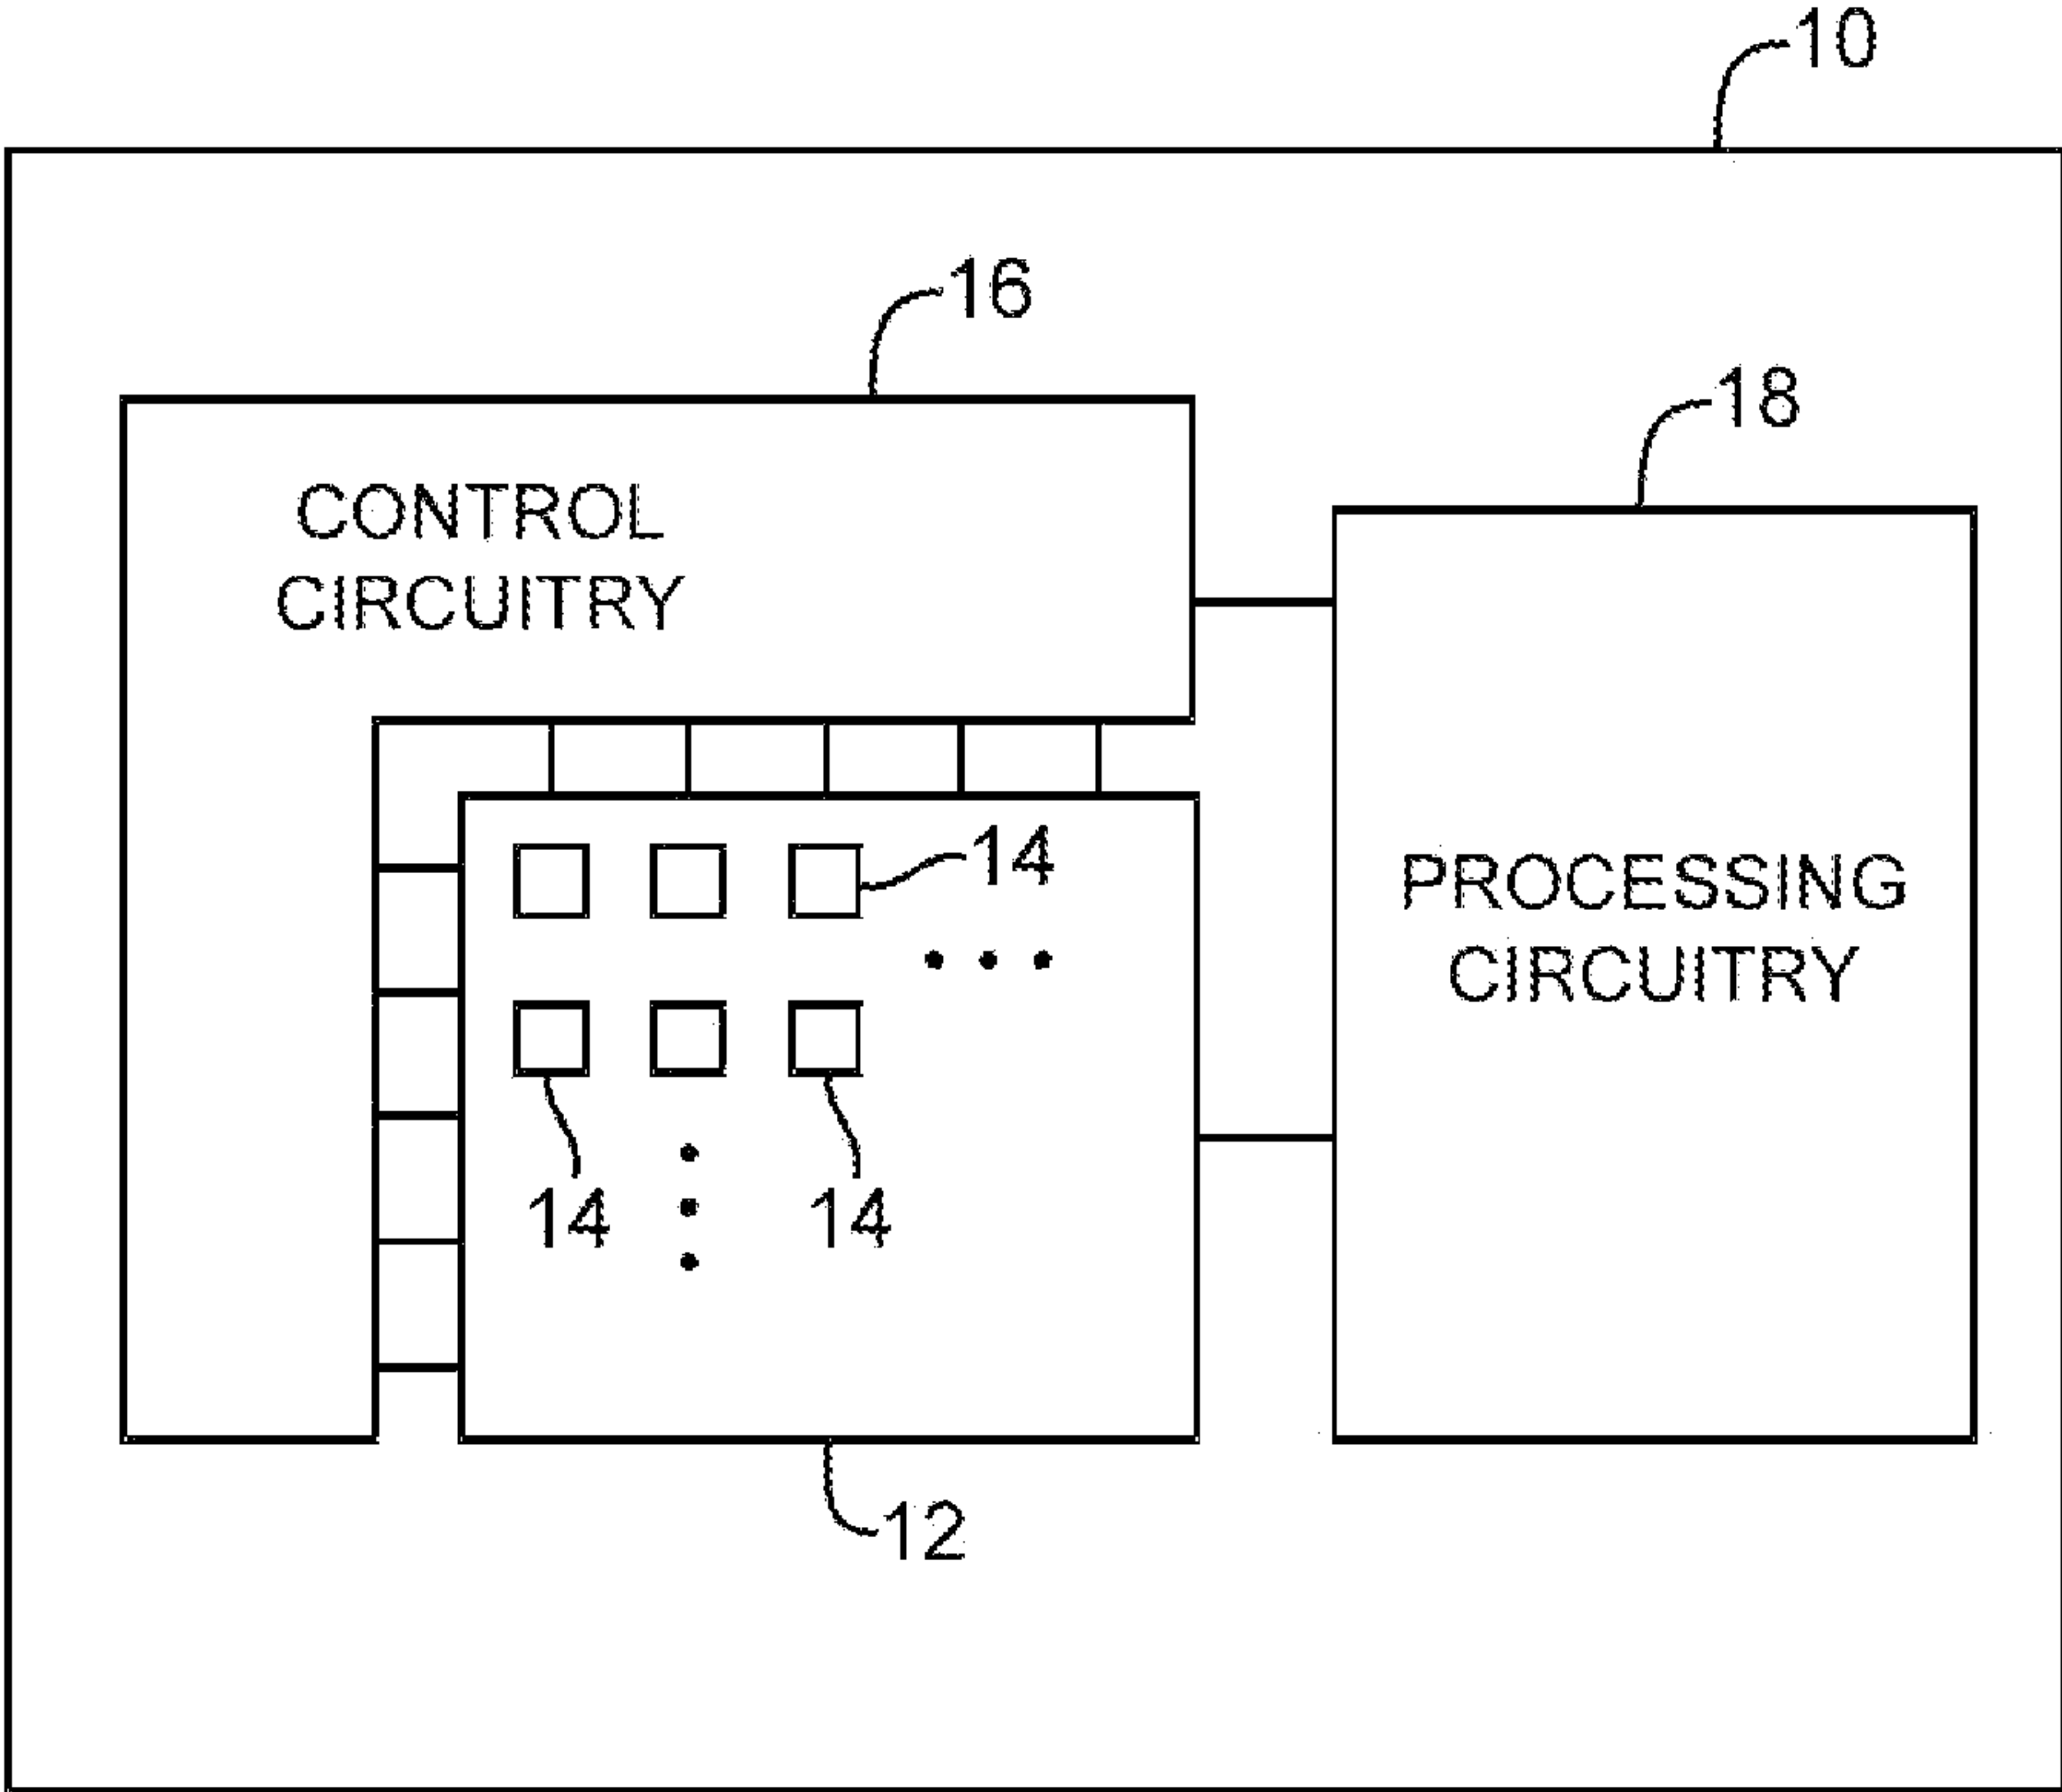 10
16
18
CONTROL
CIRCUITRY
14
PROCESSING
CIRCUITRY
14 14
12